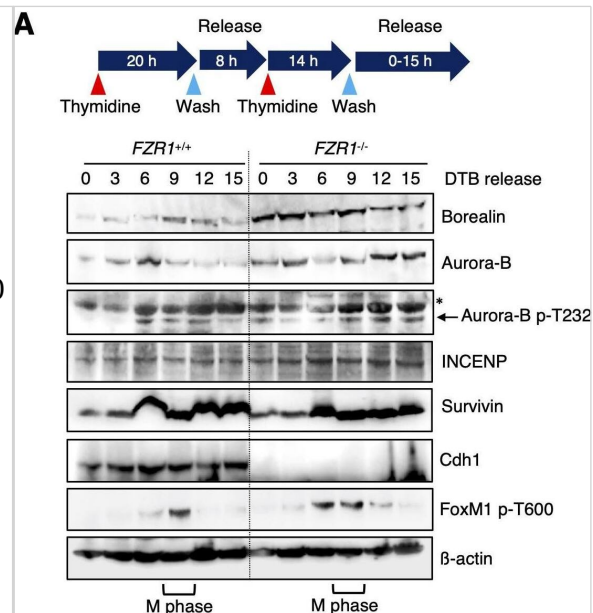 A
Release Release
20 h 8 h 14 h 0-15 h
Thymidine Wash Thymidine Wash
FZR1+/+ FZR1-/-
0 3 6 9 12 15 0 3 6 9 12 15 DTB release
Borealin
Aurora-B
*
Aurora-B p-T232
INCENP
Survivin
Cdh1
FoxM1 p-T600
ß-actin
M phase M phase